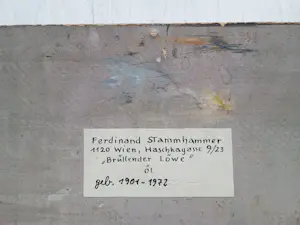 Ferdinand Stammhammer
1120 Wien, Haschkagasse 9/23
„Brüllender Löwe"
öl
geb. 1901-1972